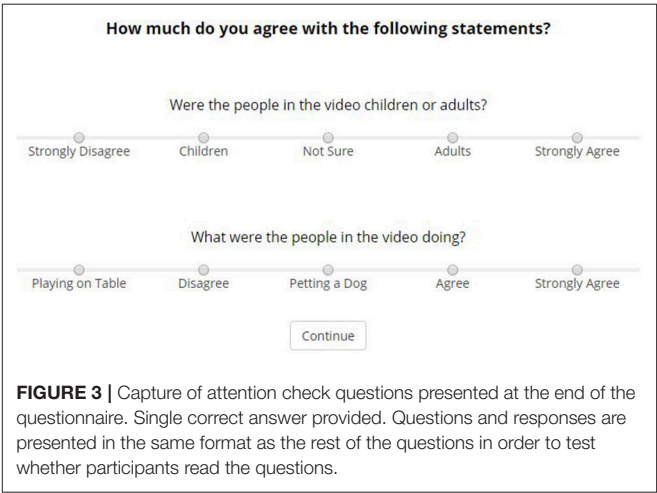 How much do you agree with the following statements?
Were the people in the video children or adults?
Strongly Disagree Children Not Sure Adults Strongly Agree
What were the people in the video doing?
Playing on Table Disagree Petting a Dog Agree Strongly Agree
Continue
FIGURE 3 | Capture of attention check questions presented at the end of the
questionnaire. Single correct answer provided. Questions and responses are
presented in the same format as the rest of the questions in order to test
whether participants read the questions.